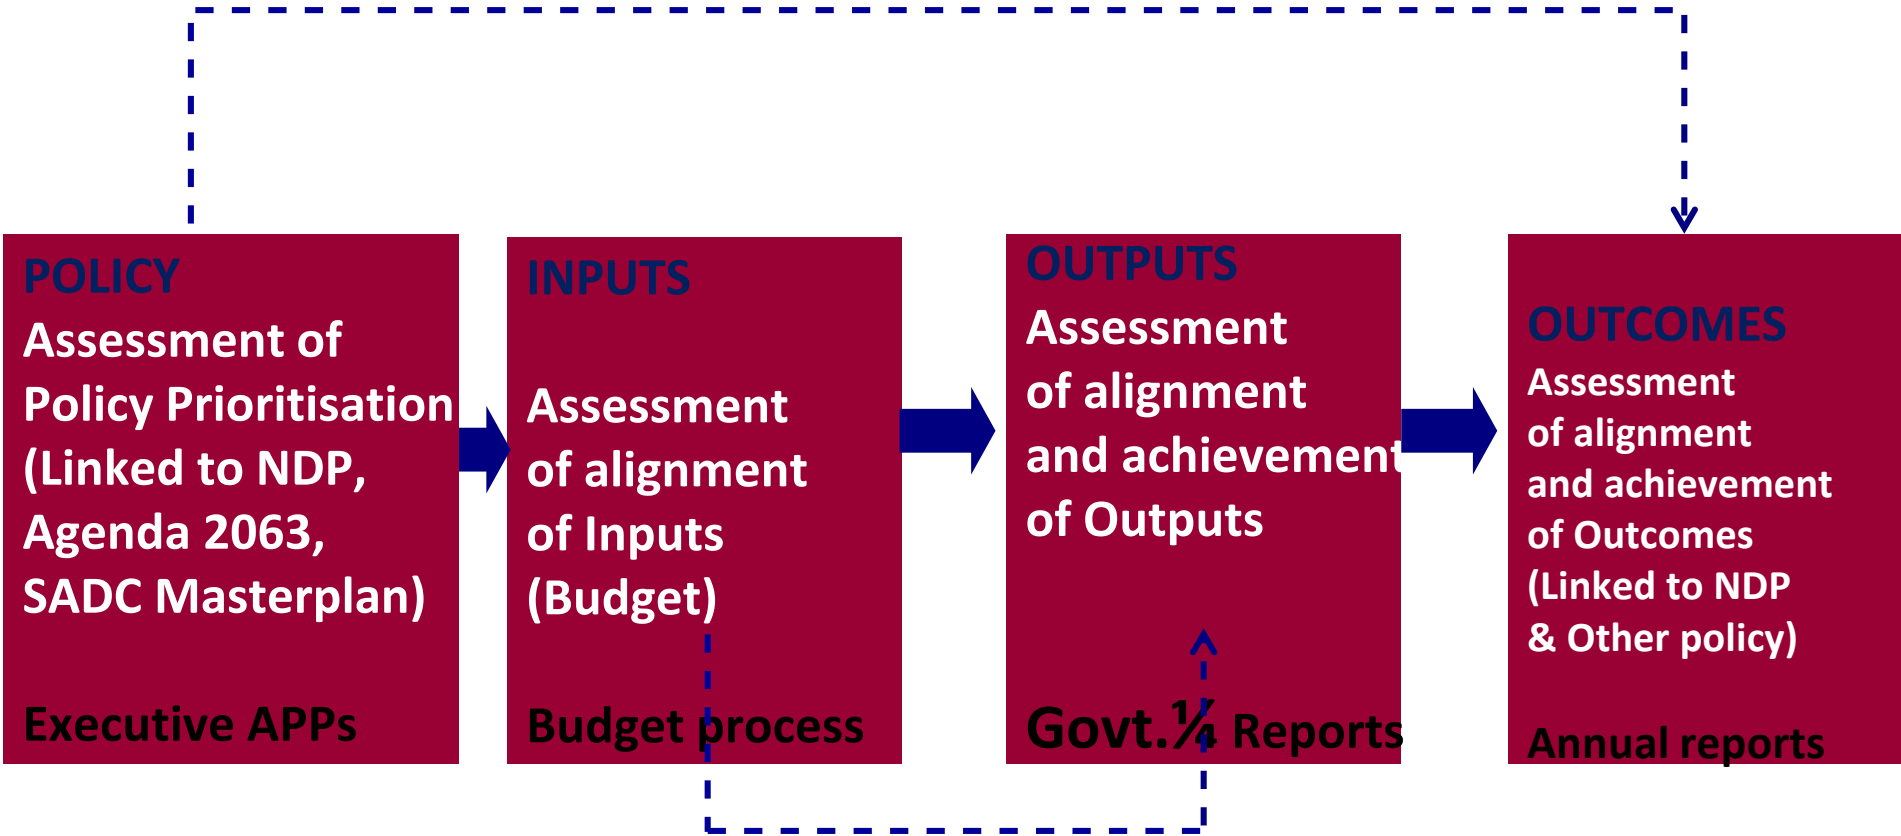 POLICY
Assessment of
Policy Prioritisation
(Linked to NDP,
Agenda 2063,
SADC Masterplan)
Executive APPs
INPUTS
Assessment
of alignment
of Inputs
(Budget)
Budget process
OUTPUTS
Assessment
of alignment
and achievement
of Outputs
Govt.¼ Reports
OUTCOMES
Assessment
of alignment
and achievement
of Outcomes
(Linked to NDP
& Other policy)
Annual reports